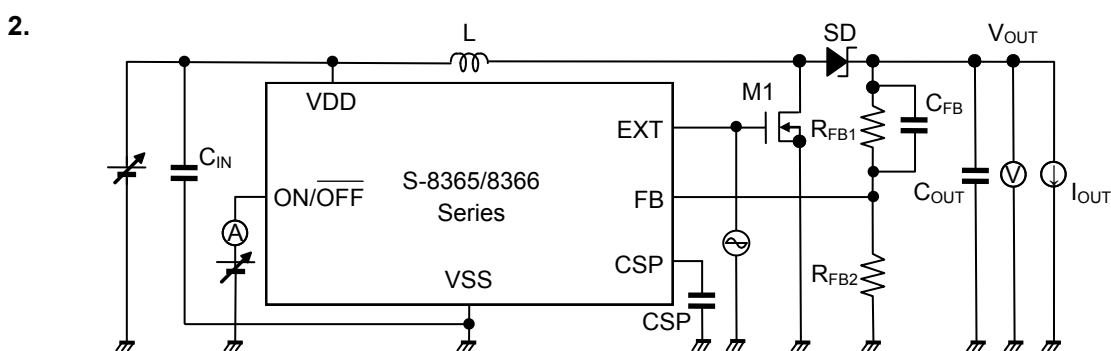 2.
L
SD
VOUT
VDD
M1
CFB
EXT
RFB1
CIN
S-8365/8366
Series
ON/OFF
A
FB
COUT
V
IOUT
CSP
RFB2
VSS
CSP